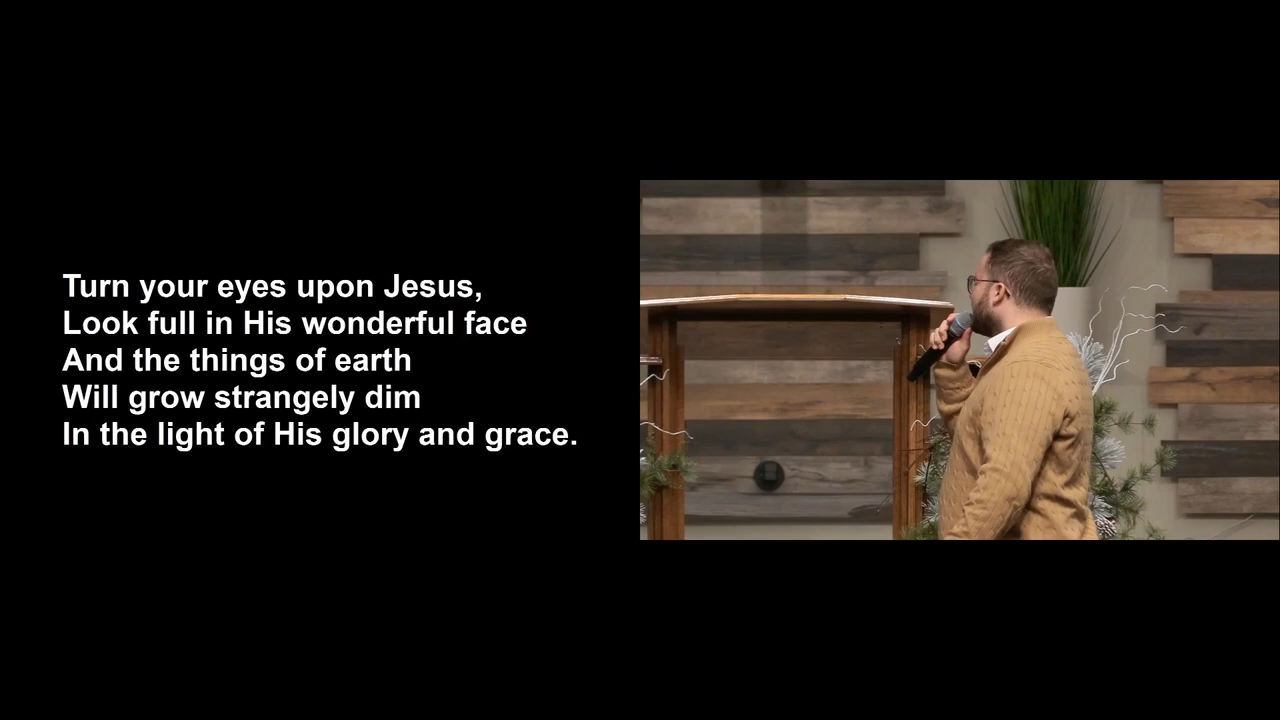 Turn your eyes upon Jesus,
Look full in His wonderful face
And the things of earth
Will grow strangely dim
In the light of His glory and grace.